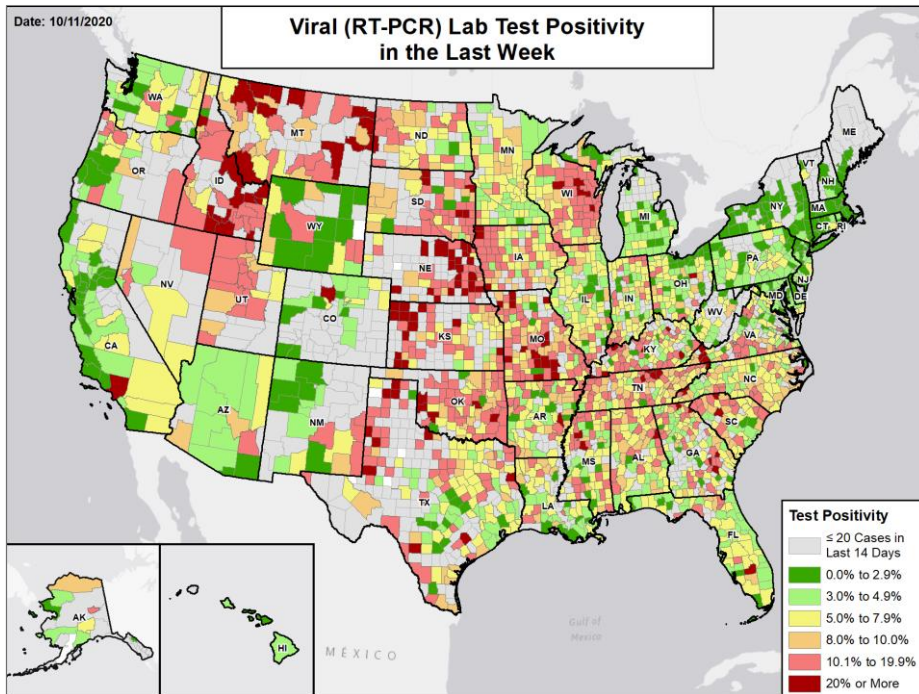 Date: 10/11/2020
Viral (RT-PCR) Lab Test Positivity
in the Last Week
WA
MT
ND
MN
ME
VT
NH
OR
ID
SD
WI
MI
NY
MA
CT
RI
WY
IA
PA
NJ
NE
OH
MD
DE
NV
UT
CO
IL
IN
WV
VA
CA
KS
MO
KY
NC
TN
AZ
NM
OK
AR
SC
MS
AL
GA
TX
LA
FL
AK
HI
MÉXICO
Gulf of
Mexico
Test Positivity
≤ 20 Cases in
Last 14 Days
0.0% to 2.9%
3.0% to 4.9%
5.0% to 7.9%
8.0% to 10.0%
10.1% to 19.9%
20% or More